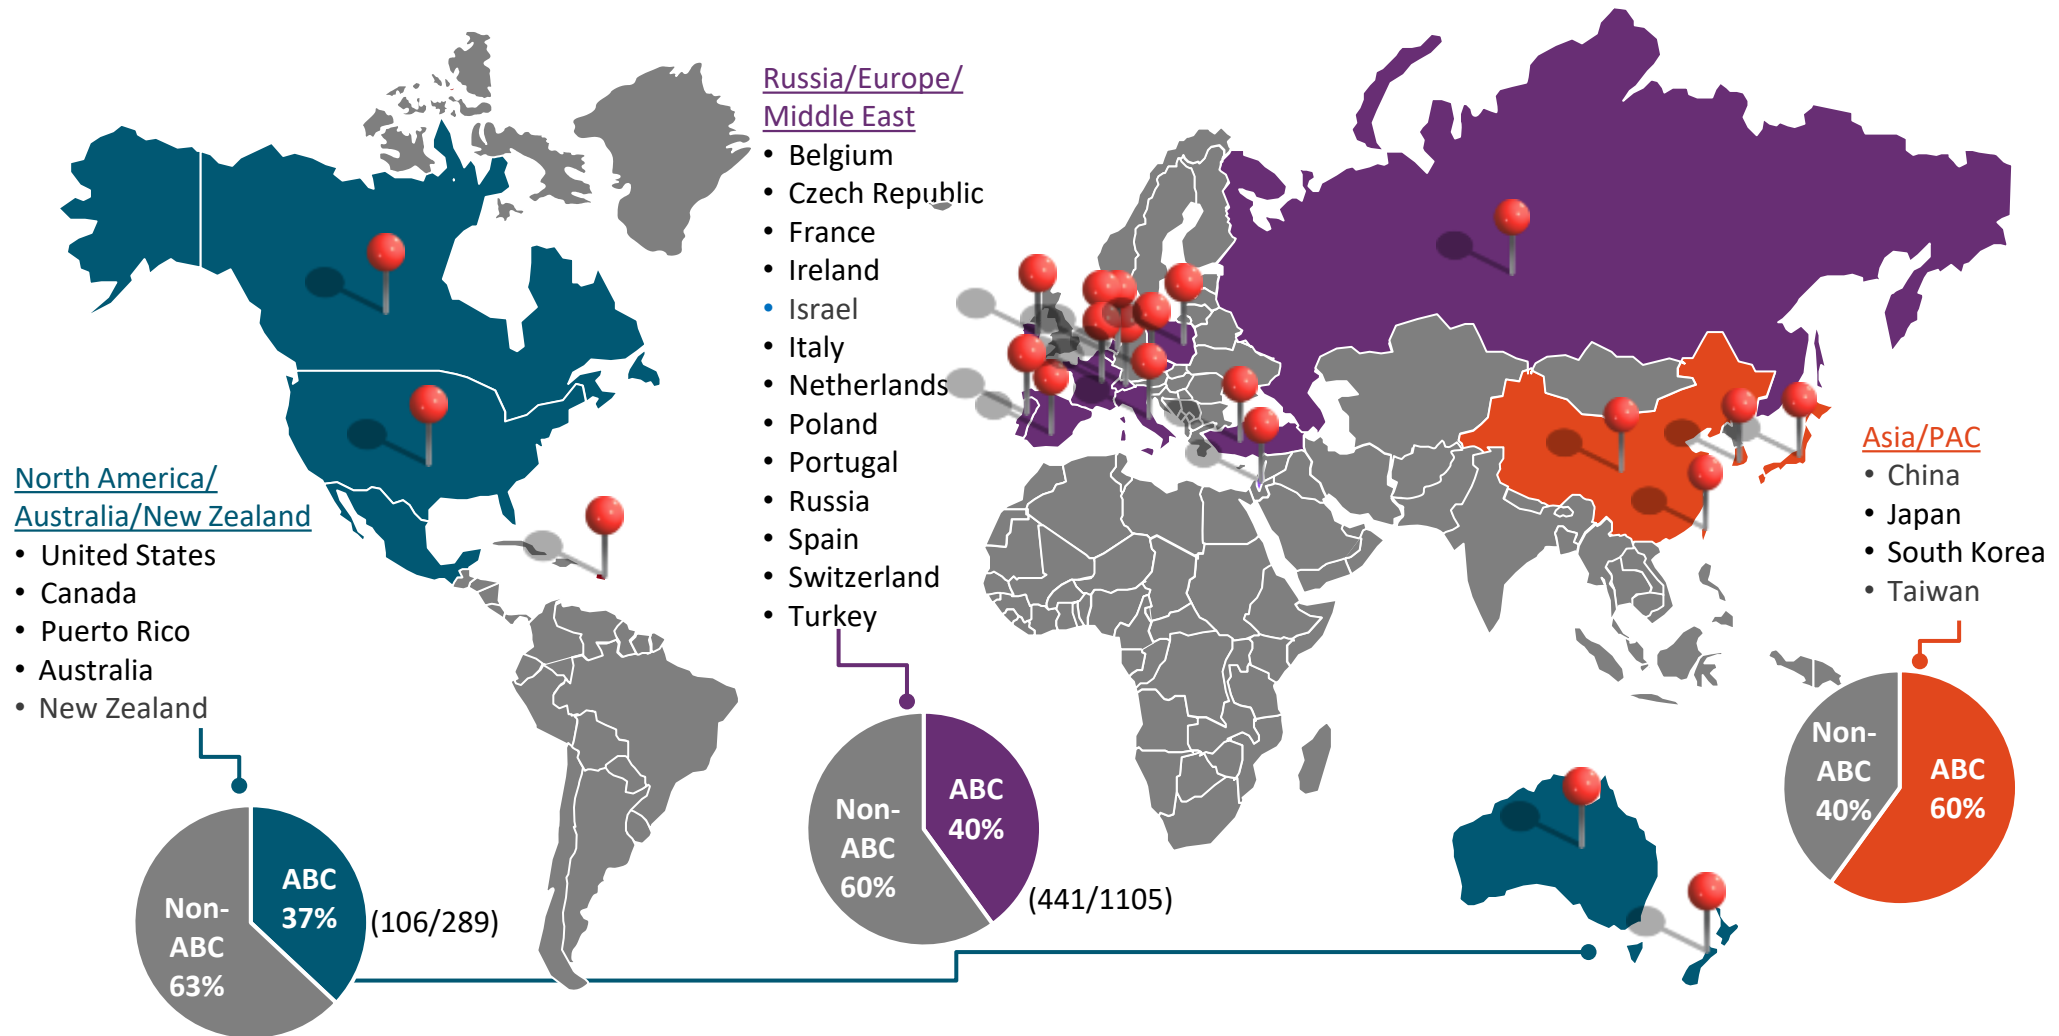 Russia/Europe/
Middle East
• Belgium
• Czech Republic
• France
• Ireland
• Israel
• Italy
• Netherlands
• Poland
• Portugal
• Russia
• Spain
• Switzerland
• Turkey
North America/
Australia/New Zealand
• United States
• Canada
• Puerto Rico
• Australia
• New Zealand
Asia/PAC
• China
• Japan
• South Korea
• Taiwan
ABC
37%
Non-
ABC
63%
(106/289)
ABC
40%
Non-
ABC
60%
(441/1105)
Non-
ABC
40%
ABC
60%